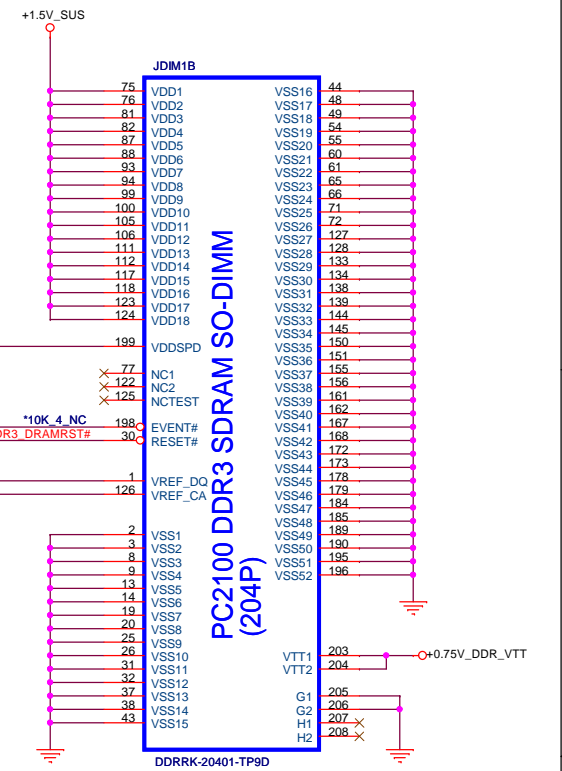 +1.5V_SUS
JDIM1B
75 VDD1 VSS16 44
76 VDD2 VSS17 48
81 VDD3 VSS18 49
82 VDD4 VSS19 54
87 VDD5 VSS20 55
88 VDD6 VSS21 60
93 VDD7 VSS22 61
94 VDD8 VSS23 65
99 VDD9 VSS24 66
100 VDD10 VSS25 71
105 VDD11 VSS26 72
106 VDD12 VSS27 127
111 VDD13 VSS28 128
112 VDD14 VSS29 133
117 VDD15 VSS30 134
118 VDD16 VSS31 138
123 VDD17 VSS32 139
124 VDD18 VSS33 144
VSS34 145
199 VDDSPD VSS35 150
VSS36 151
77 NC1 VSS37 155
122 NC2 VSS38 156
125 NCTEST VSS39 161
VSS40 162
*10K_4_NC 198 EVENT# VSS41 167
DR3_DRAMRST# 30 RESET# VSS42 168
VSS43 172
VSS44 173
1 VREF_DQ VSS45 178
126 VREF_CA VSS46 179
VSS47 184
VSS48 185
2 VSS1 VSS49 189
3 VSS2 VSS50 190
8 VSS3 VSS51 195
9 VSS4 VSS52 196
13 VSS5
14 VSS6
19 VSS7
20 VSS8
25 VSS9
26 VSS10 VTT1 203 +0.75V_DDR_VTT
31 VSS11 VTT2 204
32 VSS12
37 VSS13 G1 205
38 VSS14 G2 206
43 VSS15 H1 207
H2 208
PC2100 DDR3 SDRAM SO-DIMM
(204P)
DDRRK-20401-TP9D